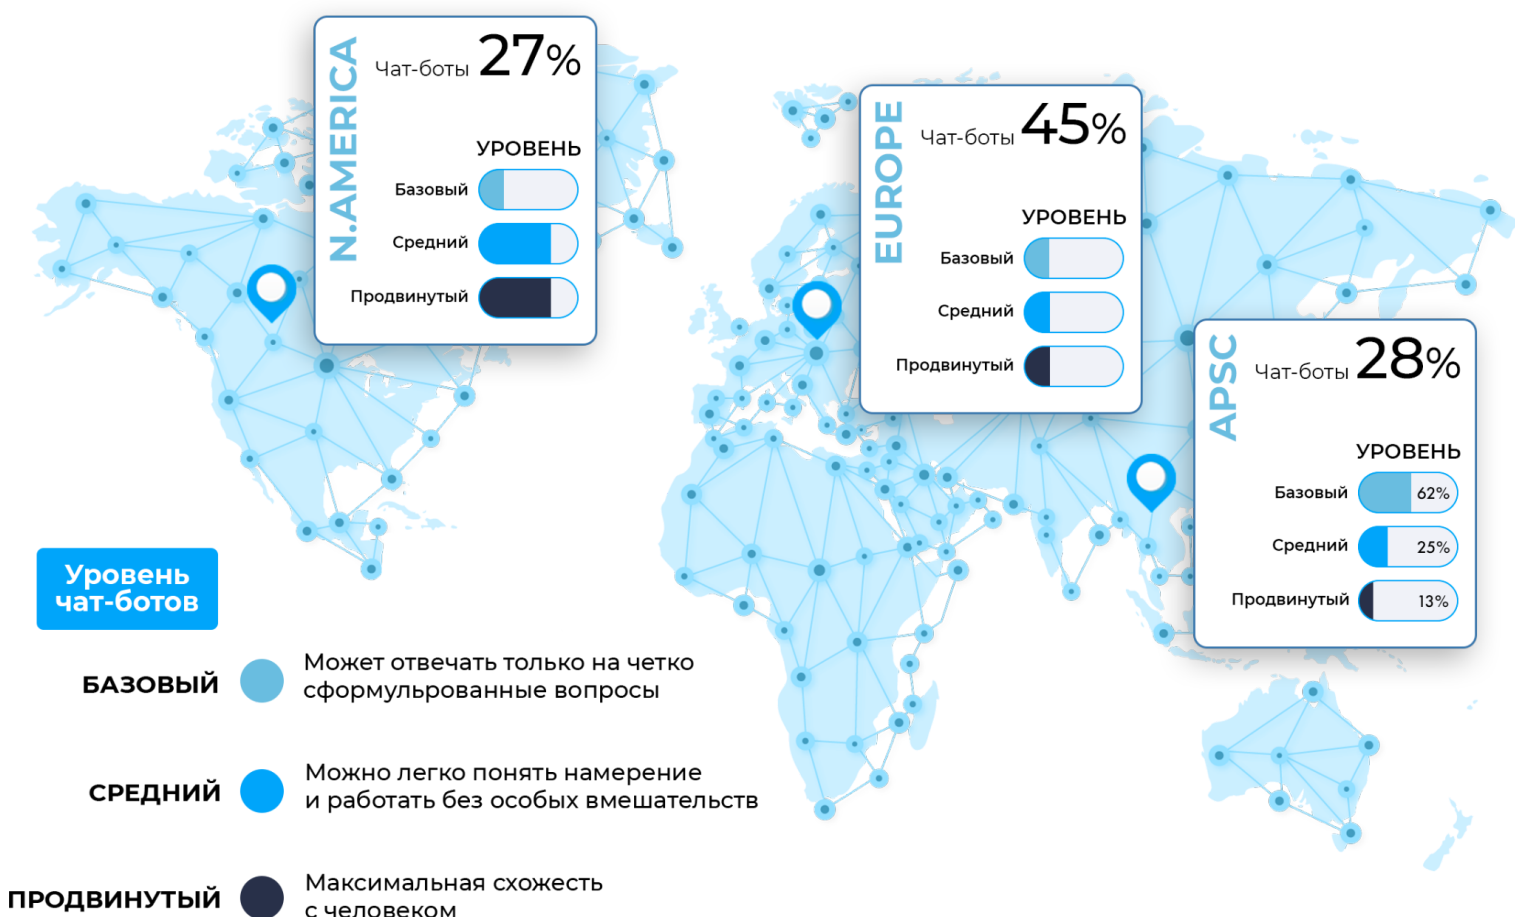 N.AMERICA
Чат-боты 27%
УРОВЕНЬ
Базовый
Средний
Продвинутый
EUROPE
Чат-боты 45%
УРОВЕНЬ
Базовый
Средний
Продвинутый
APSC
Чат-боты 28%
УРОВЕНЬ
Базовый 62%
Средний 25%
Продвинутый 13%
Уровень
чат-ботов
БАЗОВЫЙ
Может отвечать только на четко
сформульрованные вопросы
СРЕДНИЙ
Можно легко понять намерение
и работать без особых вмешательств
ПРОДВИНУТЫЙ
Максимальная схожесть
с человеком